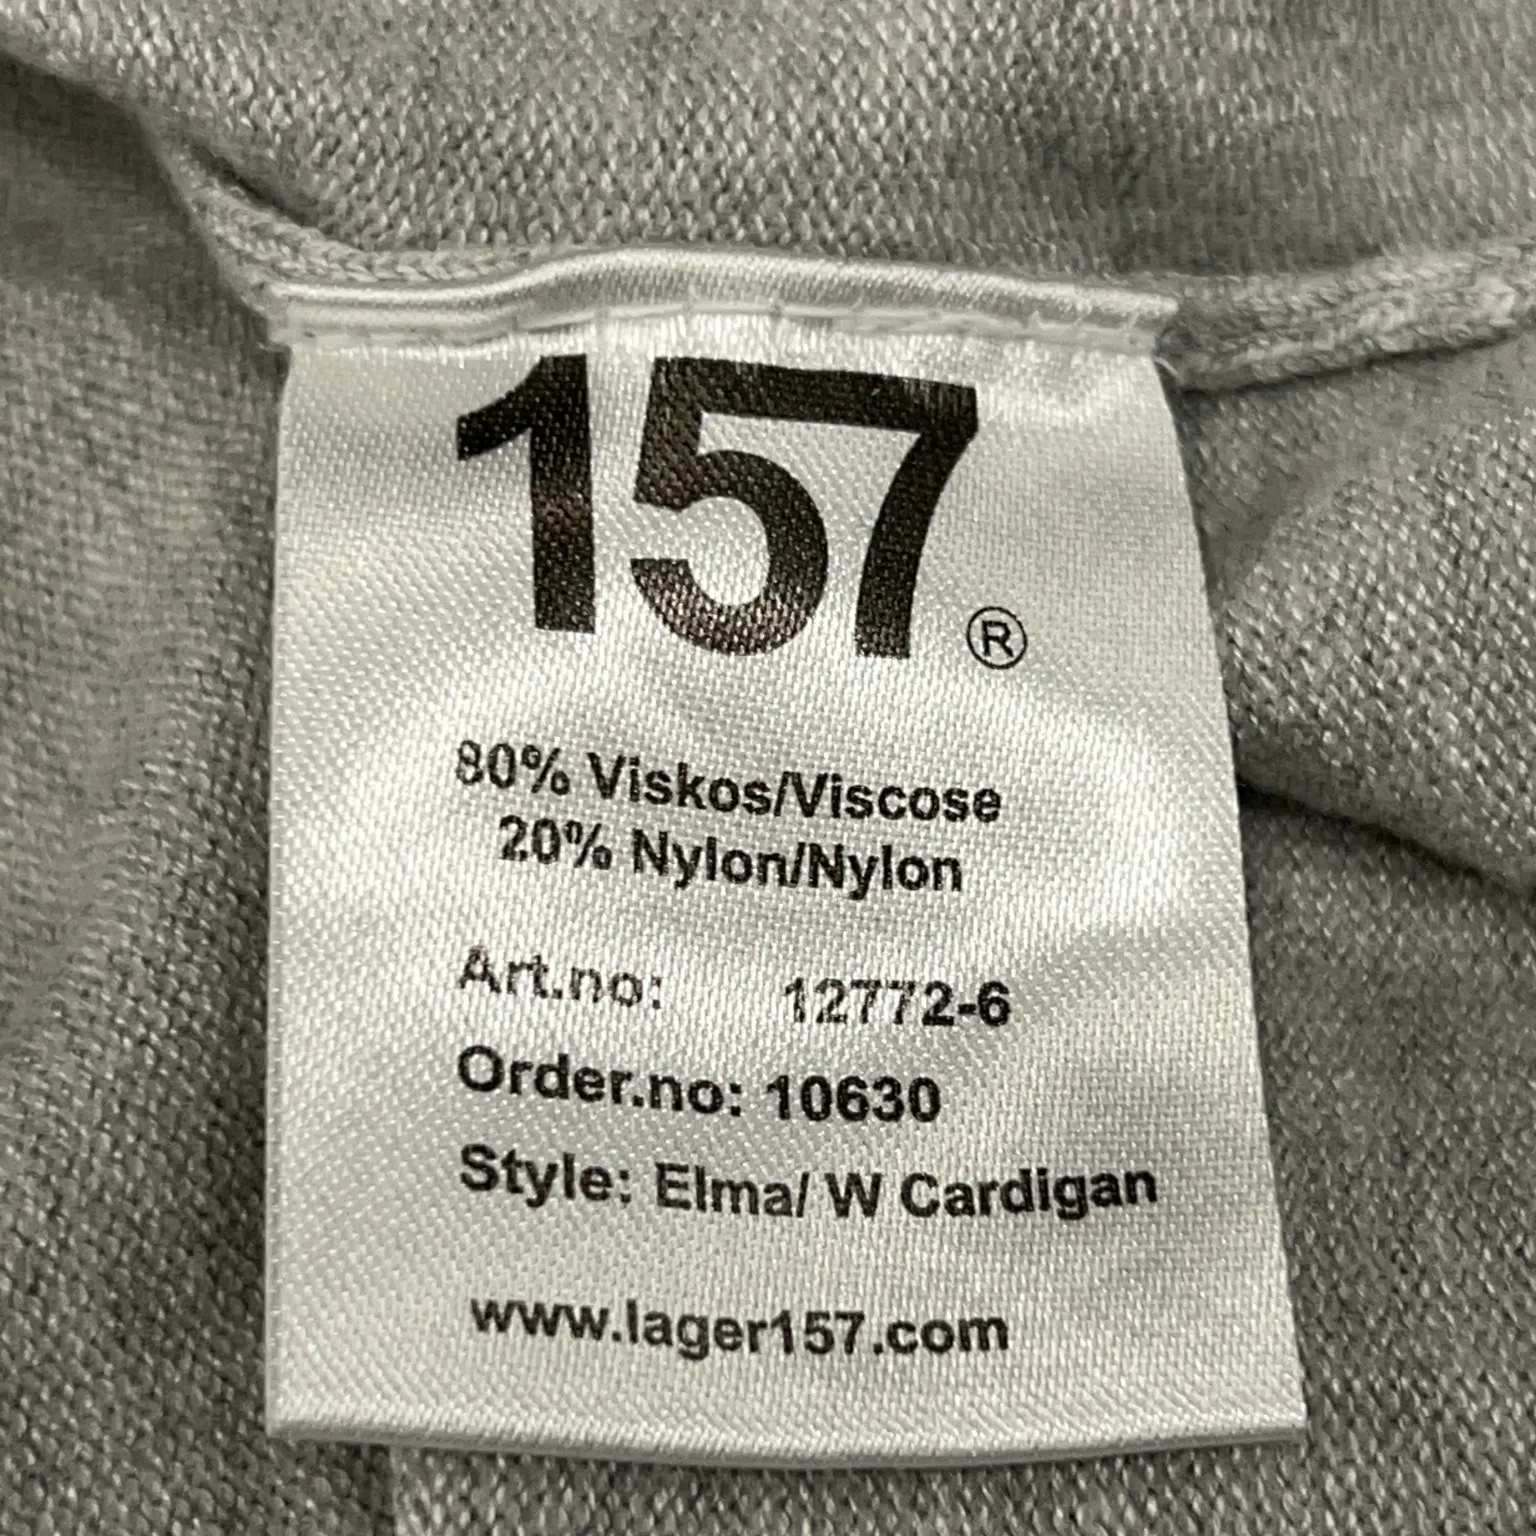 157®
80% Viskos/Viscose
20% Nylon/Nylon
Art.no: 12772-6
Order.no: 10630
Style: Elma/ W Cardigan
www.lager157.com